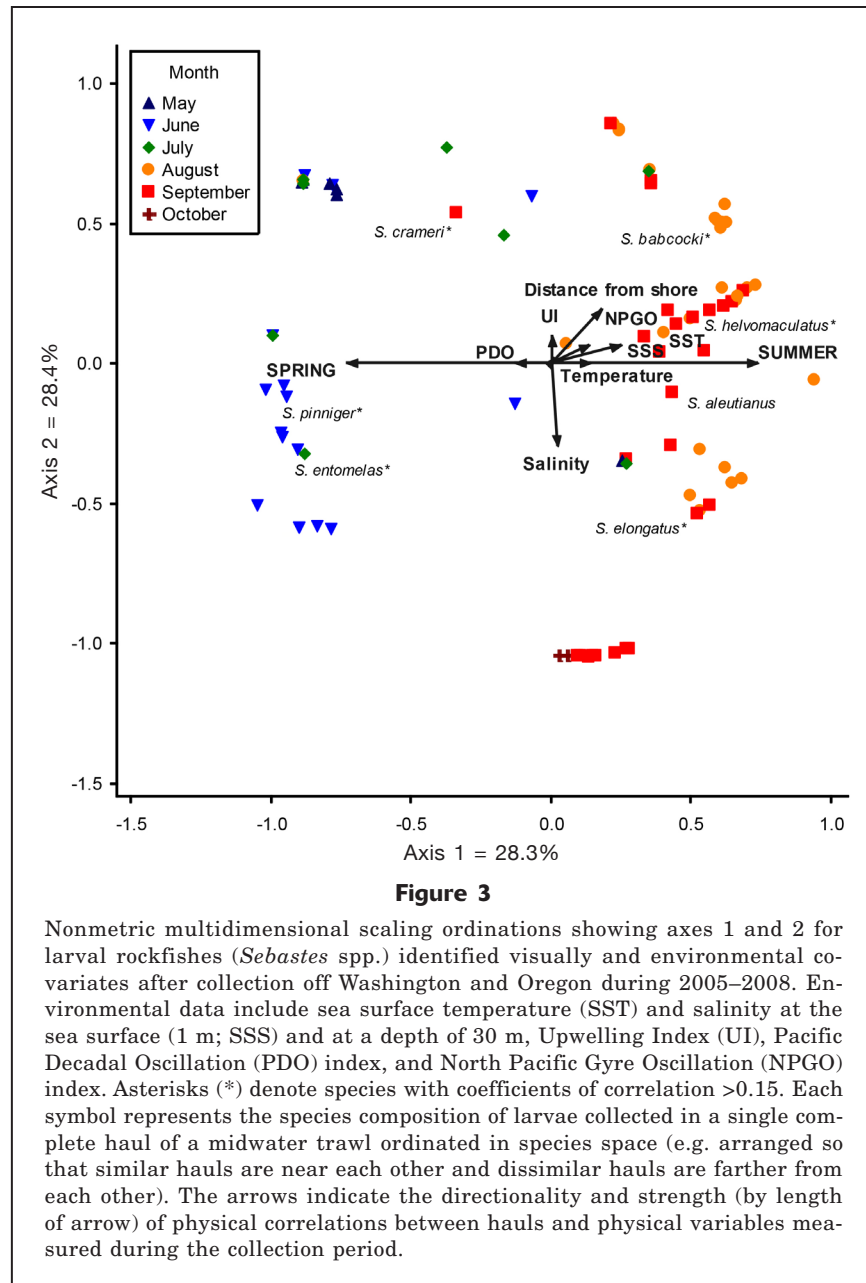 1.0
0.5
0.0
-0.5
-1.0
-1.5
Axis 2 = 28.4%
Month
May
June
July
August
September
October
S. crameri*
S. babcocki*
Distance from shore
UI
NPGO
S. helvomaculatus*
SST
SSS
PDO
SPRING
SUMMER
Temperature
S. pinniger*
S. aleutianus
S. entomelas*
Salinity
S. elongatus*
-1.5
-1.0
-0.5
0.0
0.5
1.0
Axis 1 = 28.3%
Figure 3
Nonmetric multidimensional scaling ordinations showing axes 1 and 2 for
larval rockfishes (Sebastes spp.) identified visually and environmental co-
variates after collection off Washington and Oregon during 2005–2008. En-
vironmental data include sea surface temperature (SST) and salinity at the
sea surface (1 m; SSS) and at a depth of 30 m, Upwelling Index (UI), Pacific
Decadal Oscillation (PDO) index, and North Pacific Gyre Oscillation (NPGO)
index. Asterisks (*) denote species with coefficients of correlation >0.15. Each
symbol represents the species composition of larvae collected in a single com-
plete haul of a midwater trawl ordinated in species space (e.g. arranged so
that similar hauls are near each other and dissimilar hauls are farther from
each other). The arrows indicate the directionality and strength (by length
of arrow) of physical correlations between hauls and physical variables mea-
sured during the collection period.